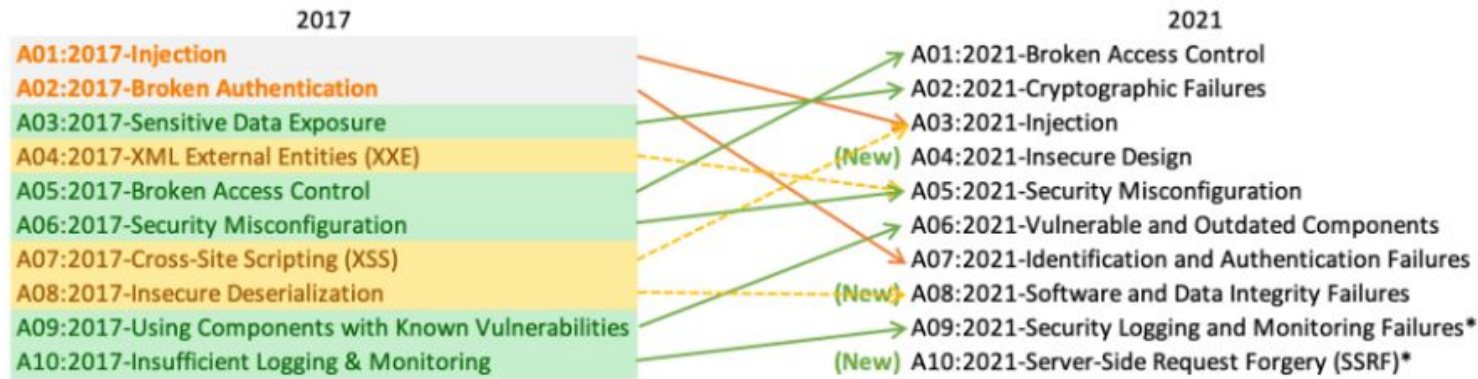 2017
2021
A01:2017-Injection
A02:2017-Broken Authentication
A03:2017-Sensitive Data Exposure
A04:2017-XML External Entities (XXE)
A05:2017-Broken Access Control
A06:2017-Security Misconfiguration
A07:2017-Cross-Site Scripting (XSS)
A08:2017-Insecure Deserialization
A09:2017-Using Components with Known Vulnerabilities
A10:2017-Insufficient Logging & Monitoring
A01:2021-Broken Access Control
A02:2021-Cryptographic Failures
A03:2021-Injection
(New) A04:2021-Insecure Design
A05:2021-Security Misconfiguration
A06:2021-Vulnerable and Outdated Components
A07:2021-Identification and Authentication Failures
(New) A08:2021-Software and Data Integrity Failures
A09:2021-Security Logging and Monitoring Failures*
(New) A10:2021-Server-Side Request Forgery (SSRF)*